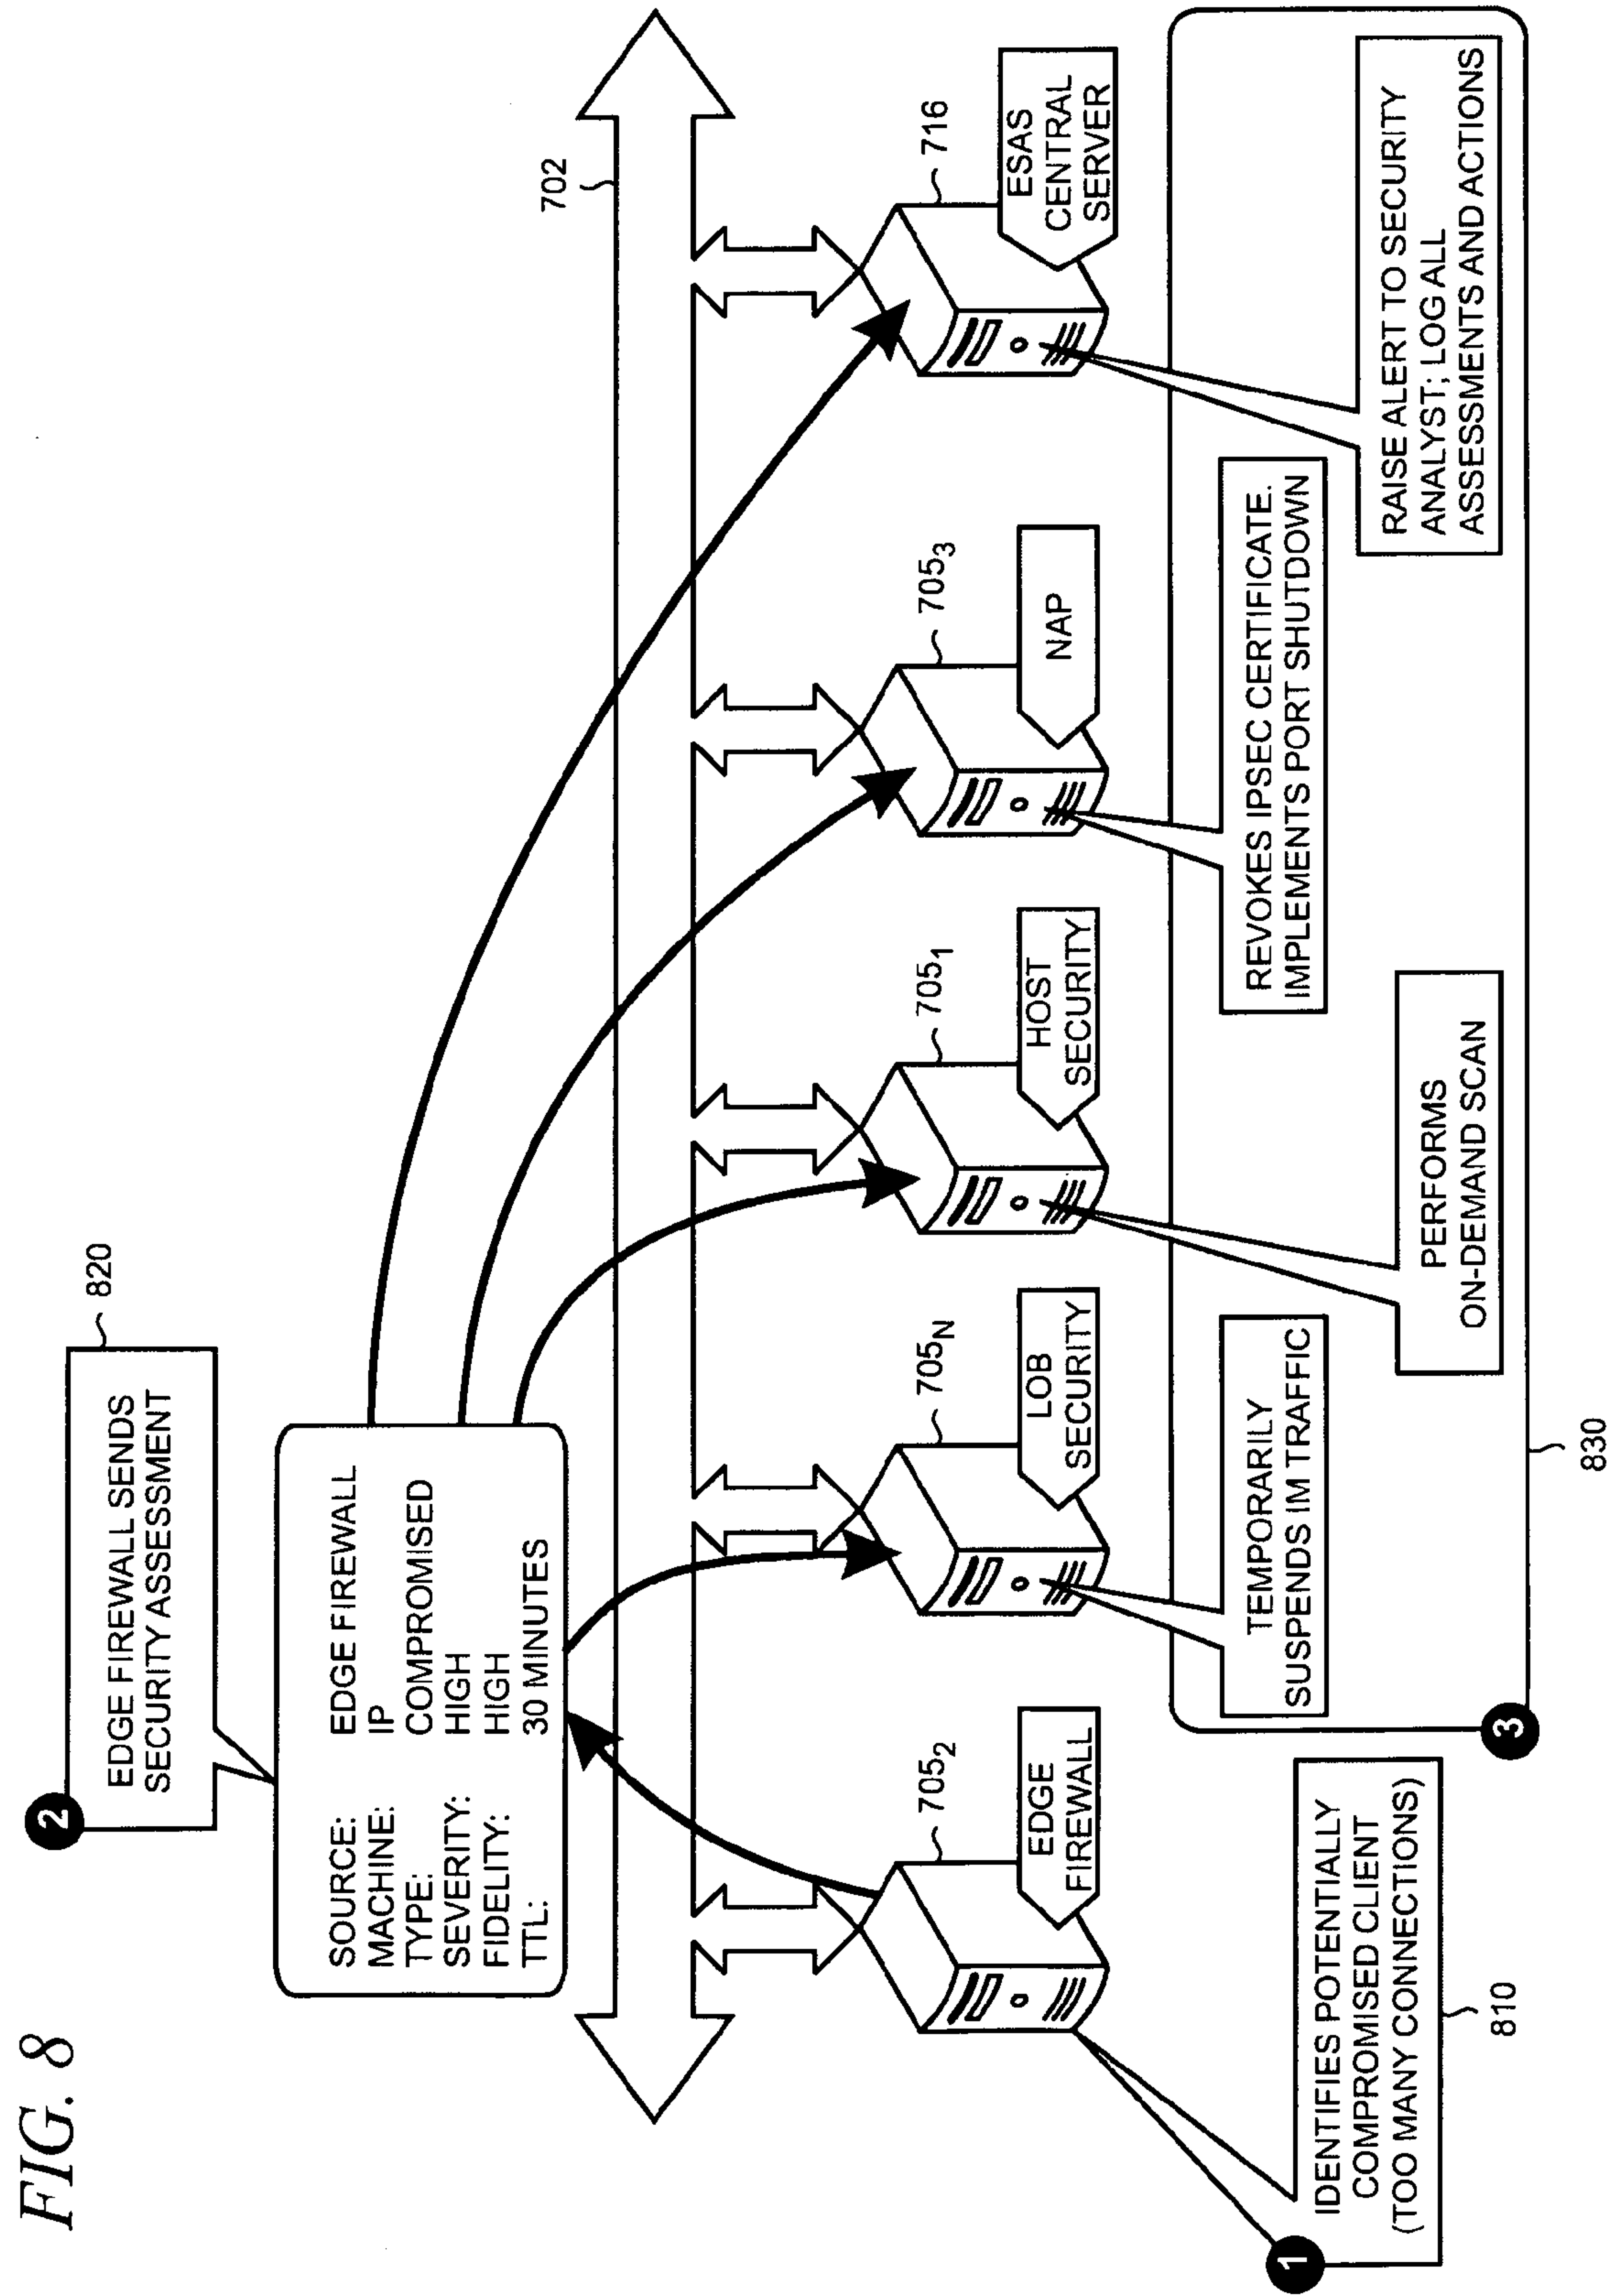 FIG. 8
2
EDGE FIREWALL SENDS
SECURITY ASSESSMENT
820
SOURCE: EDGE FIREWALL
MACHINE: IP
TYPE: COMPROMISED
SEVERITY: HIGH
FIDELITY: HIGH
TTL: 30 MINUTES
702
705₂
EDGE
FIREWALL
705N
LOB
SECURITY
705₁
HOST
SECURITY
705₃
NAP
716
ESAS
CENTRAL
SERVER
1
IDENTIFIES POTENTIALLY
COMPROMISED CLIENT
(TOO MANY CONNECTIONS)
810
3
TEMPORARILY
SUSPENDS IM TRAFFIC
PERFORMS
ON-DEMAND SCAN
REVOKES IPSEC CERTIFICATE.
IMPLEMENTS PORT SHUTDOWN
RAISE ALERT TO SECURITY
ANALYST; LOG ALL
ASSESSMENTS AND ACTIONS
830